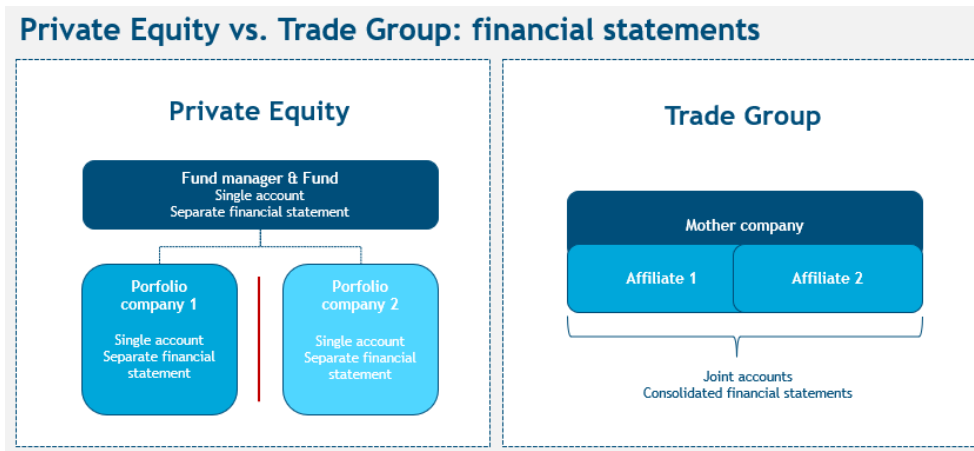 Private Equity vs. Trade Group: financial statements
Private Equity
Fund manager & Fund
Single account
Separate financial statement
Porfolio
company 1
Single account
Separate financial
statement
Porfolio
company 2
Single account
Separate financial
statement
Trade Group
Mother company
Affiliate 1
Affiliate 2
Joint accounts
Consolidated financial statements